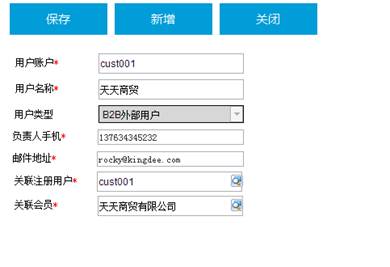 保存 新增 关闭
用户账户* cust001
用户名称* 天天商贸
用户类型 B2B外部用户
负责人手机* 137634345232
邮件地址* rocky@kingdee.com
关联注册用户* cust001
关联会员* 天天商贸有限公司